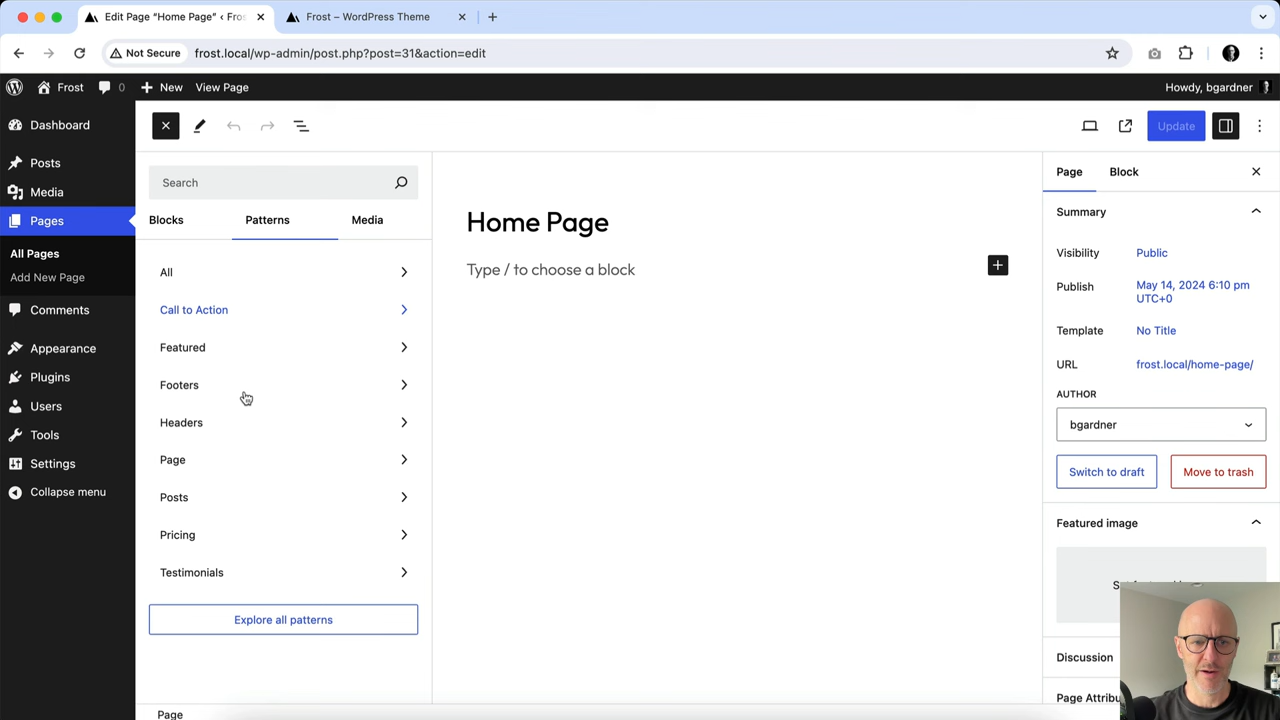 Edit Page “Home Page” ‹ Fros
Frost – WordPress Theme
Not Secure
frost.local/wp-admin/post.php?post=31&action=edit
Frost
0
New
View Page
Howdy, bgardner
Dashboard
Posts
Media
Pages
All Pages
Add New Page
Comments
Appearance
Plugins
Users
Tools
Settings
Collapse menu
Update
Search
Blocks
Patterns
Media
All
Call to Action
Featured
Footers
Headers
Page
Posts
Pricing
Testimonials
Explore all patterns
Home Page
Type / to choose a block
Page
Block
Summary
Visibility
Public
Publish
May 14, 2024 6:10 pm
UTC+0
Template
No Title
URL
frost.local/home-page/
AUTHOR
bgardner
Switch to draft
Move to trash
Featured image
Discussion
Page Attribu
Page